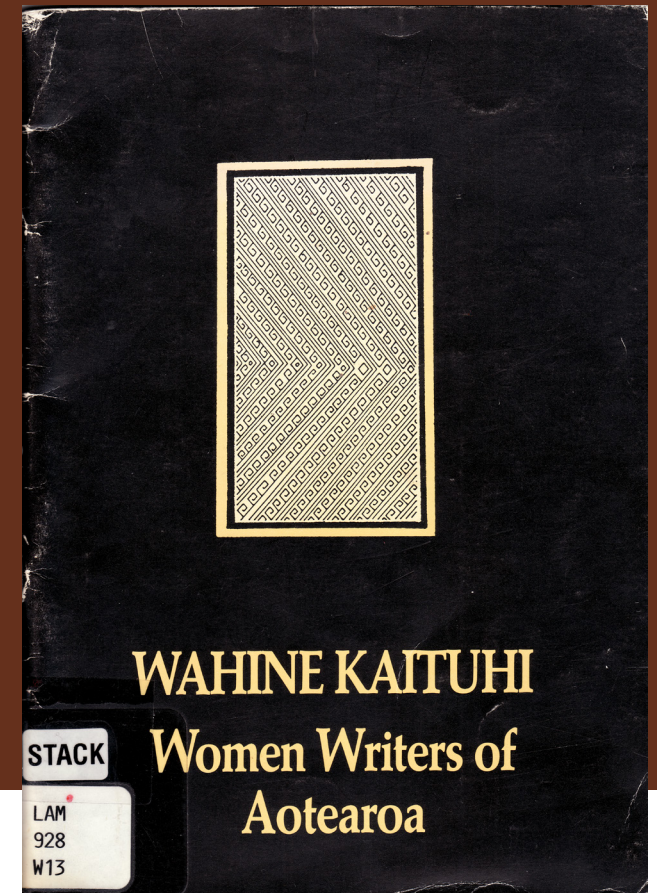 WAHINE KAITUHI
Women Writers of
Aotearoa
STACK
LAM
928
W13